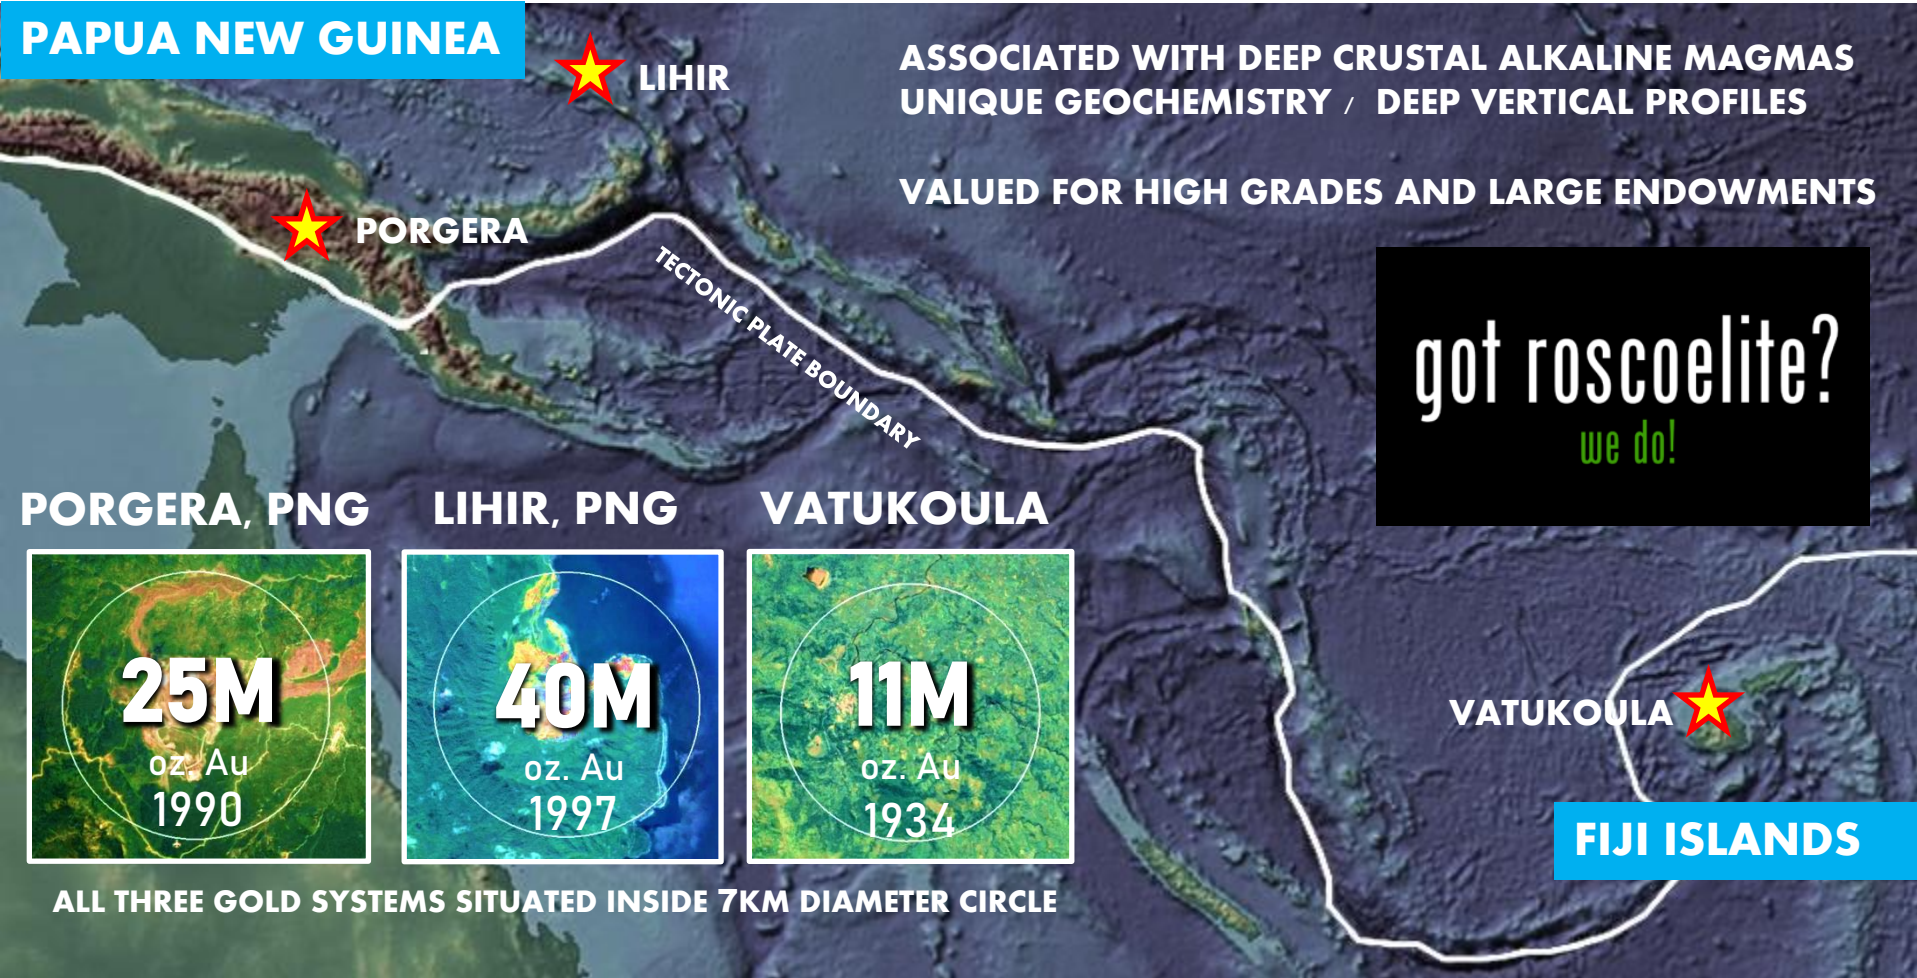 PAPUA NEW GUINEA
LIHIR
ASSOCIATED WITH DEEP CRUSTAL ALKALINE MAGMAS
UNIQUE GEOCHEMISTRY / DEEP VERTICAL PROFILES
VALUED FOR HIGH GRADES AND LARGE ENDOWMENTS
PORGERA
TECTONIC PLATE BOUNDARY
got roscoelite?
we do!
PORGERA, PNG
LIHIR, PNG
VATUKOULA
25M
oz. Au
1990
40M
oz. Au
1997
11M
oz. Au
1934
VATUKOULA
FIJI ISLANDS
ALL THREE GOLD SYSTEMS SITUATED INSIDE 7KM DIAMETER CIRCLE